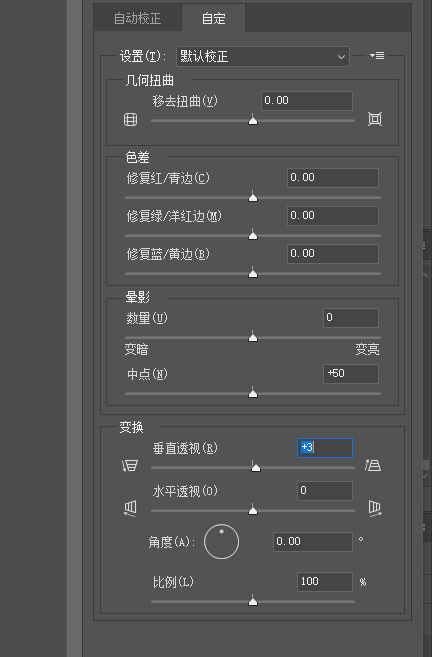 自动校正 自定
设置(T): 默认校正
几何扭曲
移去扭曲(V) 0.00
色差
修复红/青边(C) 0.00
修复绿/洋红边(M) 0.00
修复蓝/黄边(B) 0.00
晕影
数量(U) 0
变暗 变亮
中点(N) +50
变换
垂直透视(R) +3
水平透视(O) 0
角度(A): 0.00 °
比例(L) 100 %